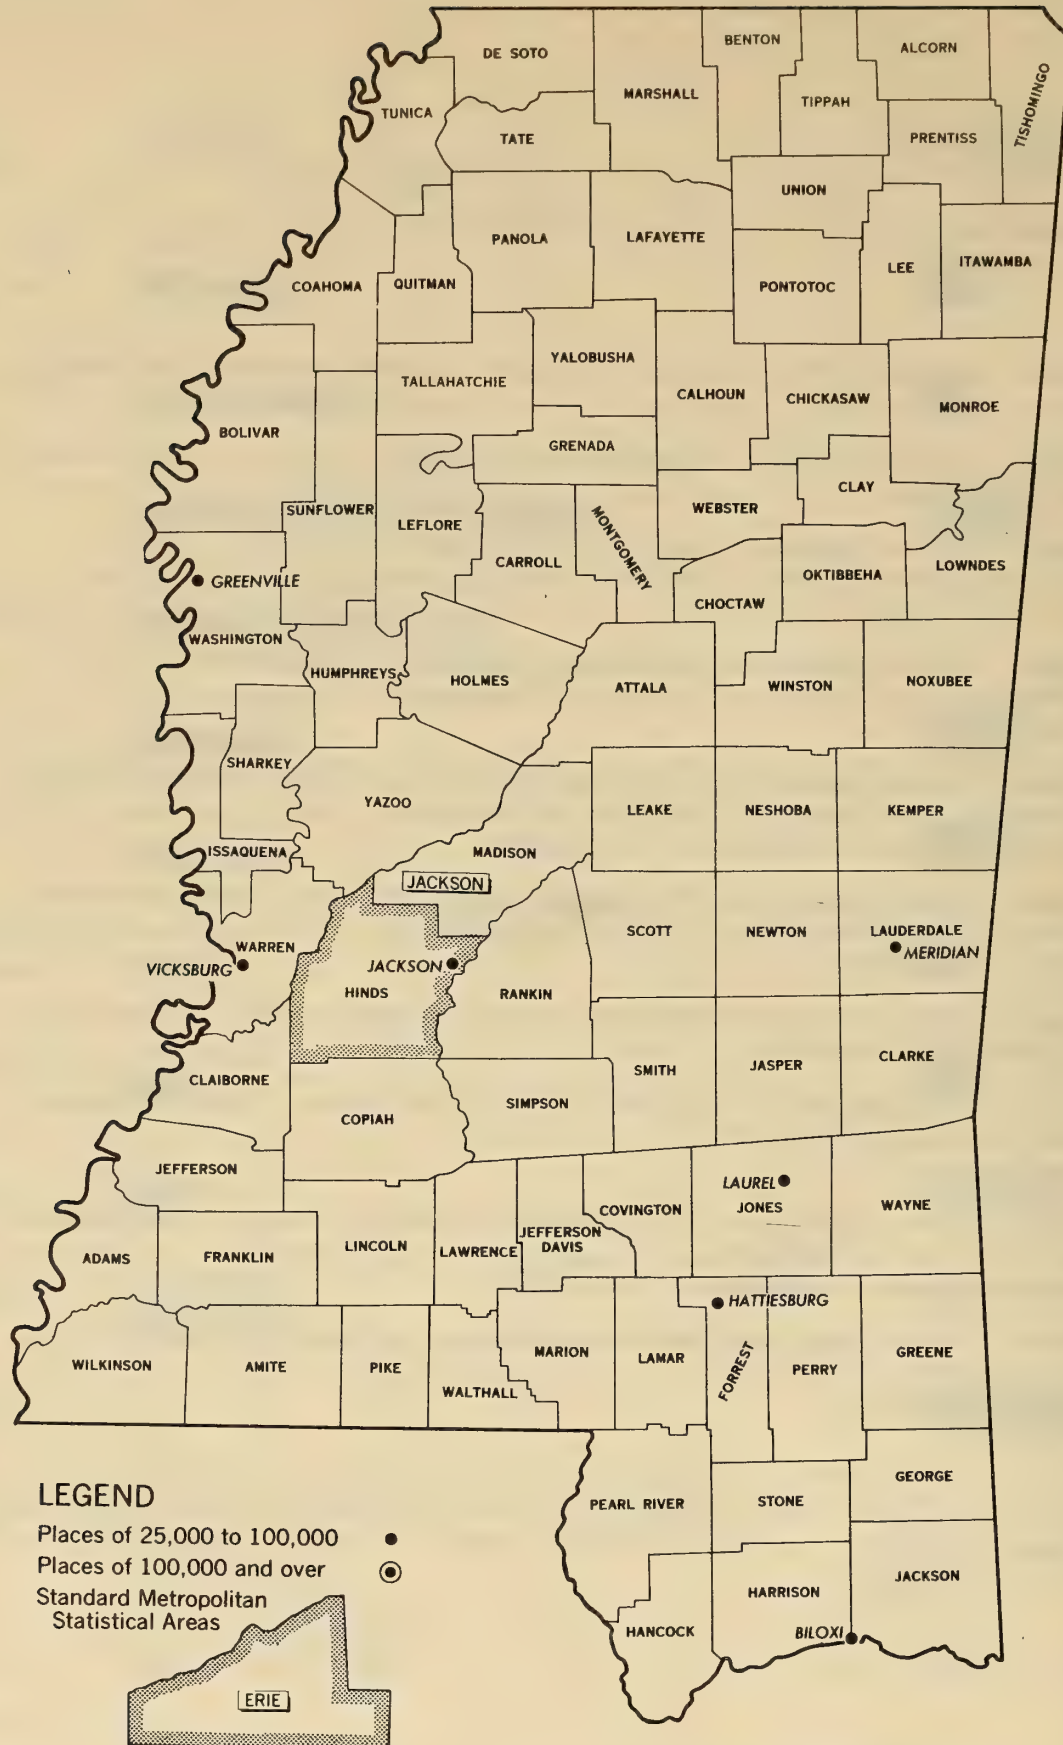 DE SOTO
BENTON
ALCORN
TISHOMINGO
MARSHALL
TIPPAH
TUNICA
TATE
PRENTISS
UNION
PANOLA
LAFAYETTE
LEE
ITAWAMBA
COAHOMA
QUITMAN
PONTOTOC
YALOBUSHA
TALLAHATCHIE
CALHOUN
CHICKASAW
MONROE
BOLIVAR
GRENADA
SUNFLOWER
LEFLORE
WEBSTER
CLAY
MONTGOMERY
CARROLL
OKTIBBEHA
LOWNDES
GREENVILLE
CHOCTAW
WASHINGTON
HUMPHREYS
HOLMES
ATTALA
WINSTON
NOXUBEE
SHARKEY
YAZOO
LEAKE
NESHOBA
KEMPER
ISSAQUENA
MADISON
JACKSON
SCOTT
NEWTON
LAUDERDALE
MERIDIAN
WARREN
VICKSBURG
JACKSON
HINDS
RANKIN
CLAIBORNE
SMITH
JASPER
CLARKE
COPIAH
SIMPSON
JEFFERSON
LAUREL
JONES
WAYNE
COVINGTON
JEFFERSON
DAVIS
ADAMS
FRANKLIN
LINCOLN
LAWRENCE
HATTIESBURG
WILKINSON
AMITE
PIKE
WALTHALL
MARION
LAMAR
FORREST
PERRY
GREENE
PEARL RIVER
STONE
GEORGE
HARRISON
JACKSON
HANCOCK
BILOXI
LEGEND
Places of 25,000 to 100,000
Places of 100,000 and over
Standard Metropolitan
Statistical Areas
ERIE